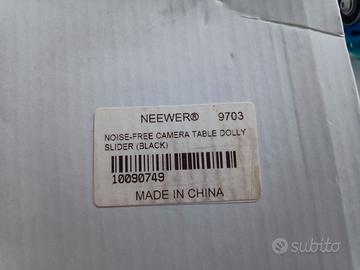 NEEWER® 9703
NOISE-FREE CAMERA TABLE DOLLY
SLIDER (BLACK)
10090749
MADE IN CHINA
subito